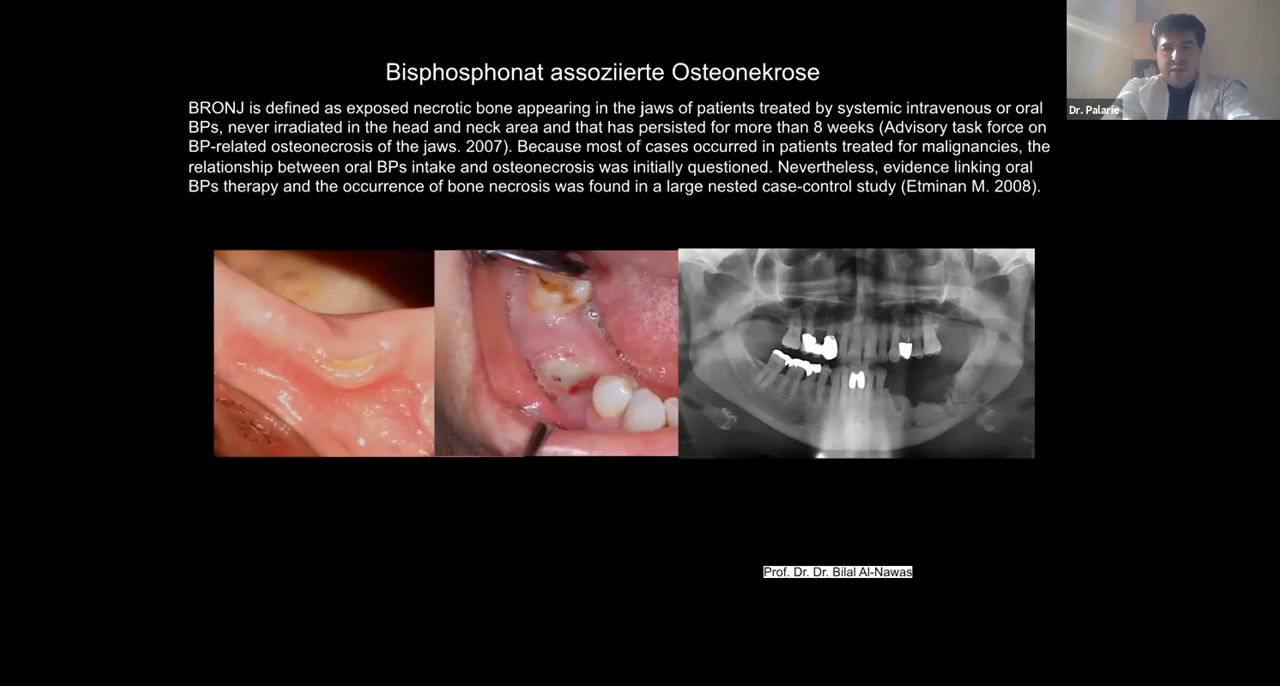 Bisphosphonat assoziierte Osteonekrose
BRONJ is defined as exposed necrotic bone appearing in the jaws of patients treated by systemic intravenous or oral
BPs, never irradiated in the head and neck area and that has persisted for more than 8 weeks (Advisory task force on
BP-related osteonecrosis of the jaws. 2007). Because most of cases occurred in patients treated for malignancies, the
relationship between oral BPs intake and osteonecrosis was initially questioned. Nevertheless, evidence linking oral
BPs therapy and the occurrence of bone necrosis was found in a large nested case-control study (Etminan M. 2008).
Dr. Palarie
Prof. Dr. Dr. Bilal Al-Nawas